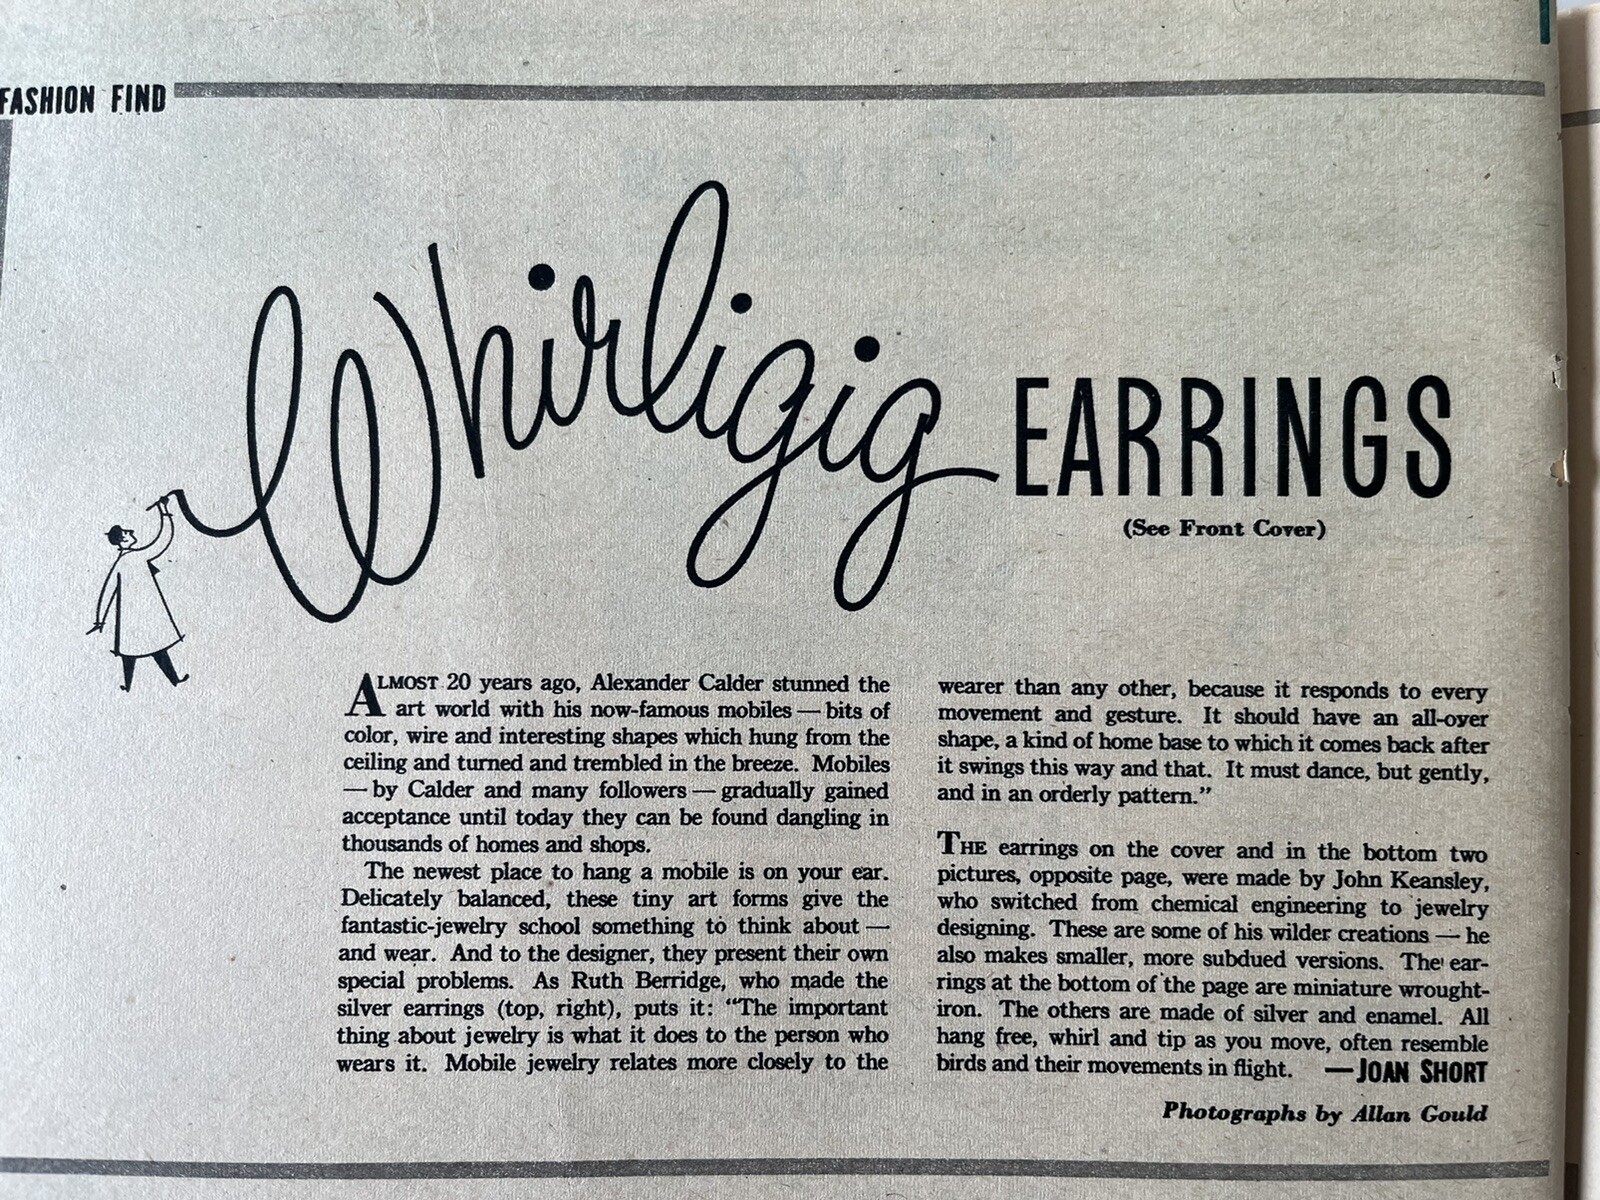 FASHION FIND
Whirligig EARRINGS
(See Front Cover)
ALMOST 20 years ago, Alexander Calder stunned the
art world with his now-famous mobiles — bits of
color, wire and interesting shapes which hung from the
ceiling and turned and trembled in the breeze. Mobiles
— by Calder and many followers — gradually gained
acceptance until today they can be found dangling in
thousands of homes and shops.
The newest place to hang a mobile is on your ear.
Delicately balanced, these tiny art forms give the
fantastic-jewelry school something to think about —
and wear. And to the designer, they present their own
special problems. As Ruth Berridge, who made the
silver earrings (top, right), puts it: “The important
thing about jewelry is what it does to the person who
wears it. Mobile jewelry relates more closely to the
wearer than any other, because it responds to every
movement and gesture. It should have an all-over
shape, a kind of home base to which it comes back after
it swings this way and that. It must dance, but gently,
and in an orderly pattern.”
THE earrings on the cover and in the bottom two
pictures, opposite page, were made by John Keansley,
who switched from chemical engineering to jewelry
designing. These are some of his wilder creations — he
also makes smaller, more subdued versions. The ear-
rings at the bottom of the page are miniature wrought-
iron. The others are made of silver and enamel. All
hang free, whirl and tip as you move, often resemble
birds and their movements in flight. —JOAN SHORT
Photographs by Allan Gould